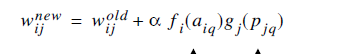 w_{ij}^{new} = w_{ij}^{old} + α f_i(a_{iq})g_j(p_{jq})